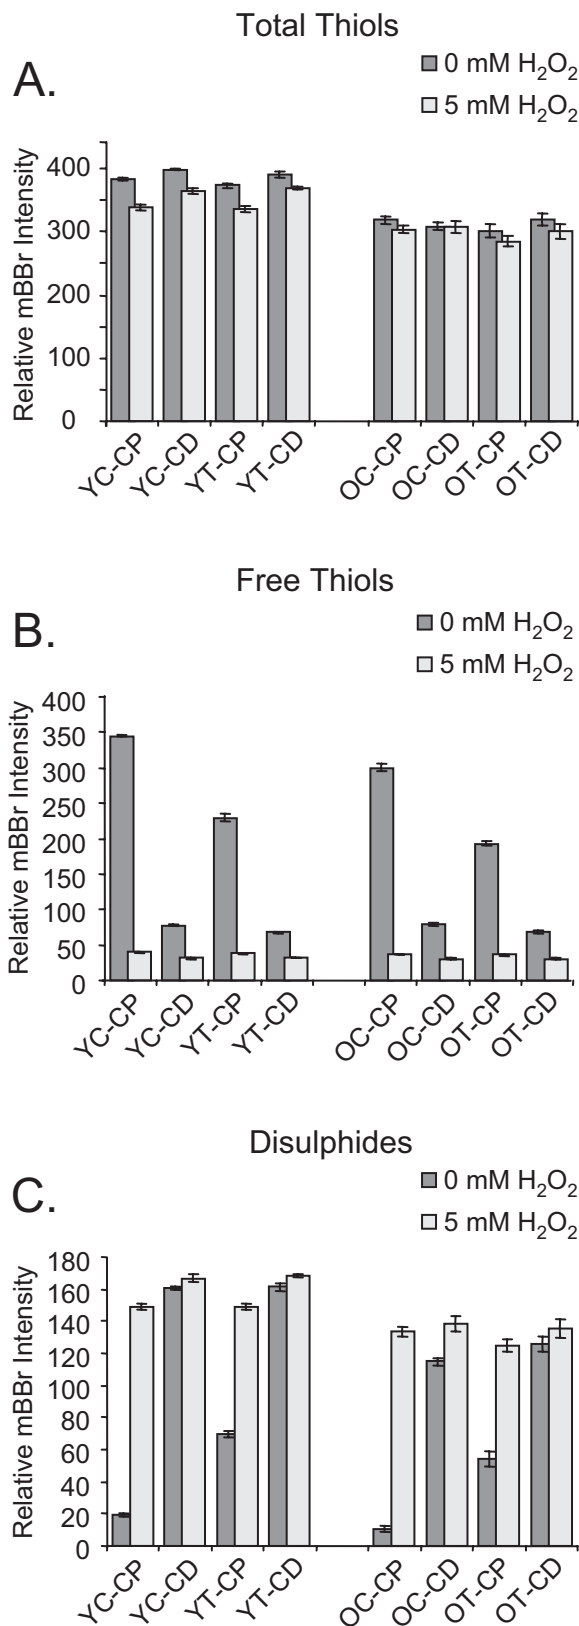 Total Thiols
A.
0 mM H₂O₂
5 mM H₂O₂
Relative mBBr Intensity
400
300
200
100
0
YC-CP
YC-CD
YT-CP
YT-CD
OC-CP
OC-CD
OT-CP
OT-CD
Free Thiols
B.
0 mM H₂O₂
5 mM H₂O₂
Relative mBBr Intensity
400
350
300
200
150
100
50
0
YC-CP
YC-CD
YT-CP
YT-CD
OC-CP
OC-CD
OT-CP
OT-CD
Disulphides
C.
0 mM H₂O₂
5 mM H₂O₂
Relative mBBr Intensity
180
160
140
120
100
80
60
40
20
0
YC-CP
YC-CD
YT-CP
YT-CD
OC-CP
OC-CD
OT-CP
OT-CD